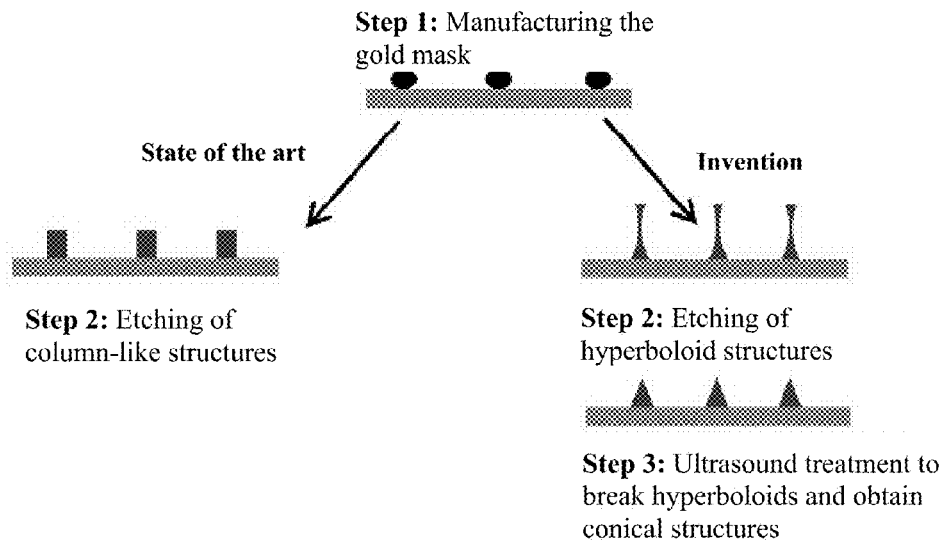 Step 1: Manufacturing the
gold mask
State of the art
Invention
Step 2: Etching of
column-like structures
Step 2: Etching of
hyperboloid structures
Step 3: Ultrasound treatment to
break hyperboloids and obtain
conical structures